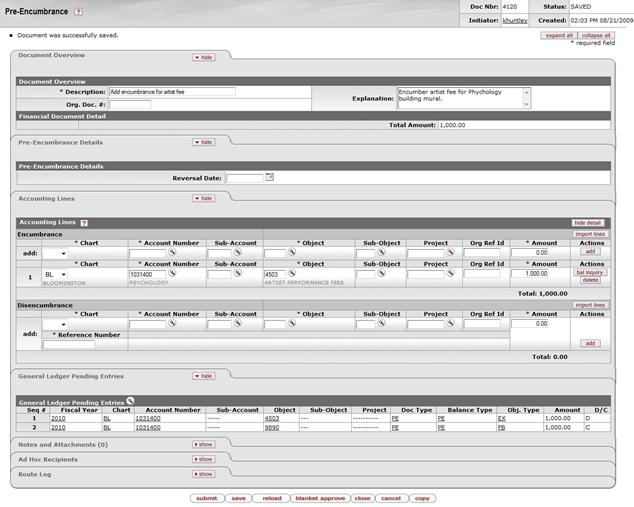 Pre-Encumbrance ?
Doc Nbr: 4120 Status: SAVED
Initiator: khuntley Created: 02:03 PM 08/21/2009
Document was successfully saved.
expand all collapse all
* required field
Document Overview hide
Document Overview
* Description: Add encumbrance for artist fee
Explanation: Encumber artist fee for Phychology building mural.
Org. Doc. #:
Financial Document Detail
Total Amount: 1,000.00
Pre-Encumbrance Details hide
Pre-Encumbrance Details
Reversal Date:
Accounting Lines hide
Accounting Lines ? hide detail
Encumbrance import lines
* Chart * Account Number Sub-Account * Object Sub-Object Project Org Ref Id * Amount Actions
add: 0.00 add
* Chart * Account Number Sub-Account * Object Sub-Object Project Org Ref Id * Amount Actions
1 BL 1031400 4503 1,000.00 bal inquiry
BLOOMINGTON PSYCHOLOGY ARTIST PERFORMANCE FEES delete
Total: 1,000.00
Disencumbrance import lines
* Chart * Account Number Sub-Account * Object Sub-Object Project Org Ref Id * Amount Actions
add: 0.00
* Reference Number
add
Total: 0.00
General Ledger Pending Entries hide
General Ledger Pending Entries
Seq # Fiscal Year Chart Account Number Sub-Account Object Sub-Object Project Doc Type Balance Type Obj. Type Amount D/C
1 2010 BL 1031400 ----- 4503 --- ---------- PE PE EX 1,000.00 D
2 2010 BL 1031400 ----- 9890 --- ---------- PE PE FB 1,000.00 C
Notes and Attachments (0) show
Ad Hoc Recipients show
Route Log show
submit save reload blanket approve close cancel copy